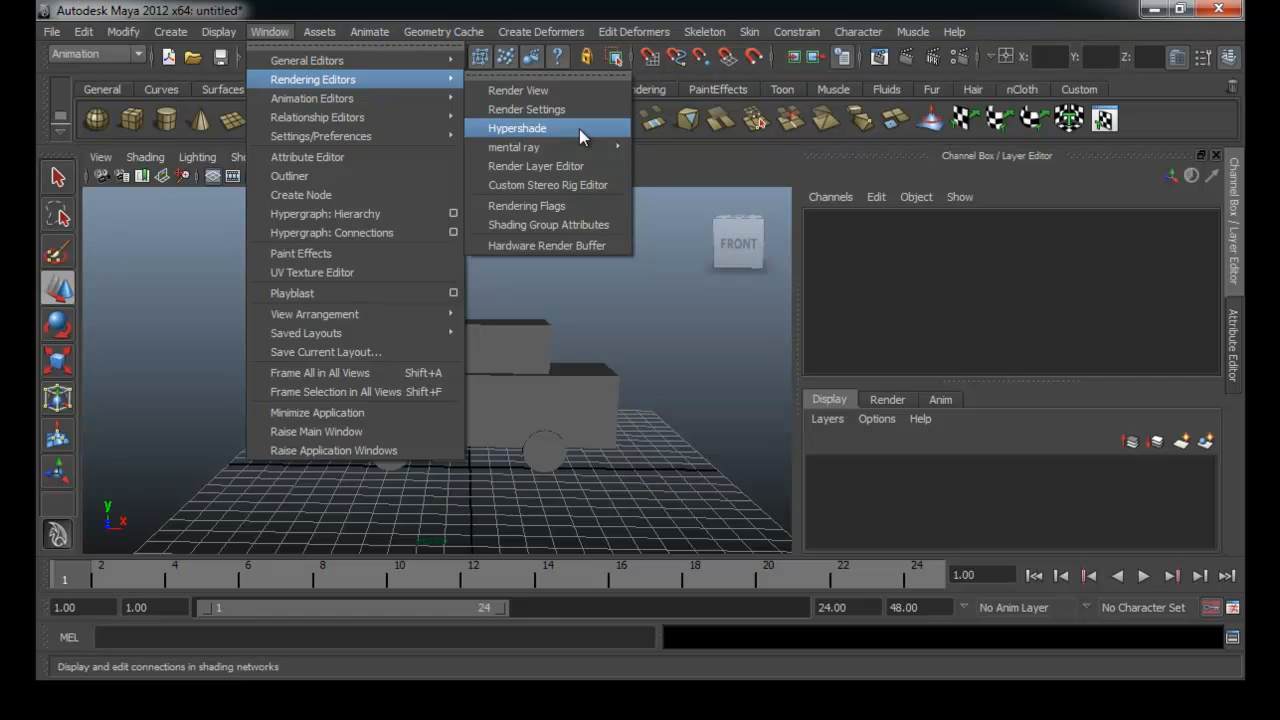 Autodesk Maya 2012 x64: untitled*
File Edit Modify Create Display Window Assets Animate Geometry Cache Create Deformers Edit Deformers Skeleton Skin Constrain Character Muscle Help
Animation X: Y: Z:
General Curves Surfaces PaintEffects Toon Muscle Fluids Fur Hair nCloth Custom
General Editors
Rendering Editors
Animation Editors
Relationship Editors
Settings/Preferences
Attribute Editor
Outliner
Create Node
Hypergraph: Hierarchy
Hypergraph: Connections
Paint Effects
UV Texture Editor
Playblast
View Arrangement
Saved Layouts
Save Current Layout...
Frame All in All Views Shift+A
Frame Selection in All Views Shift+F
Minimize Application
Raise Main Window
Raise Application Windows
Render View
Render Settings
Hypershade
mental ray
Render Layer Editor
Custom Stereo Rig Editor
Rendering Flags
Shading Group Attributes
Hardware Render Buffer
View Shading Lighting
FRONT
y
x
Channel Box / Layer Editor
Channels Edit Object Show
Display Render Anim
Layers Options Help
Channel Box / Layer Editor
Attribute Editor
1 2 4 6 8 10 12 14 16 18 20 22 24 1.00
1.00 1.00 1 24 24.00 48.00 No Anim Layer No Character Set
MEL
Display and edit connections in shading networks